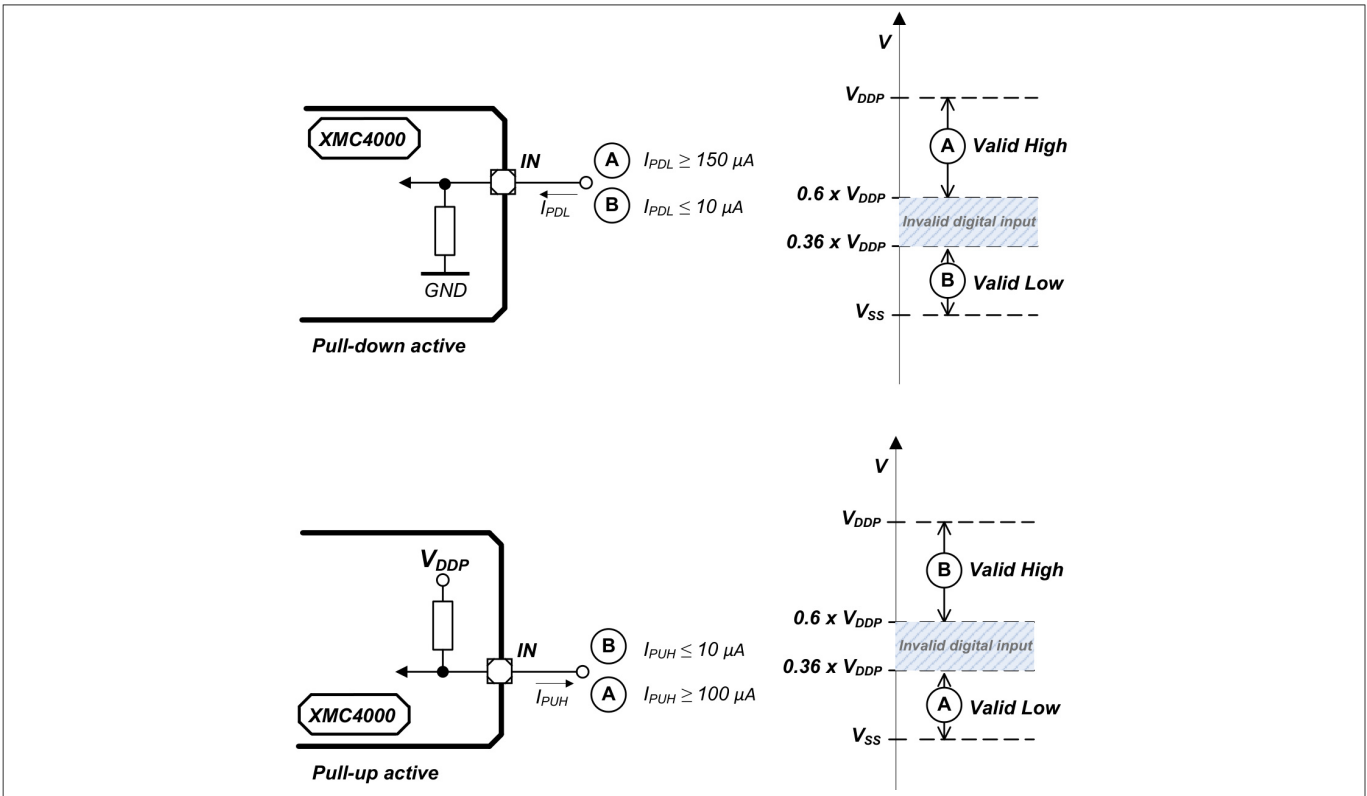 V
V_DDP
XMC4000
IN
A I_PDL ≥ 150 µA
A Valid High
I_PDL
B I_PDL ≤ 10 µA
0.6 x V_DDP
Invalid digital input
0.36 x V_DDP
GND
B Valid Low
V_SS
Pull-down active
V
V_DDP
V_DDP
B Valid High
0.6 x V_DDP
IN
B I_PUH ≤ 10 µA
Invalid digital input
0.36 x V_DDP
I_PUH
A I_PUH ≥ 100 µA
XMC4000
A Valid Low
V_SS
Pull-up active